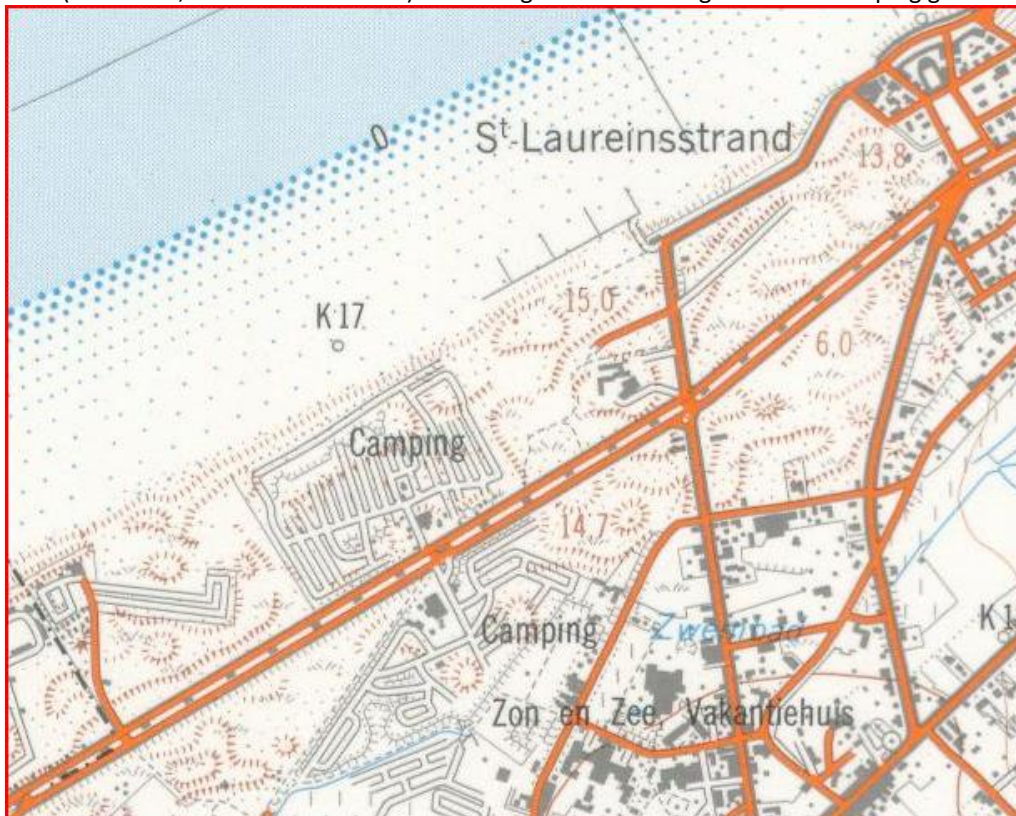 0
St-Laureinsstrand
13,8
15,0
K 17
6,0
Camping
14,7
Camping
Zwembad
Zon en Zee, Vakantiehuis